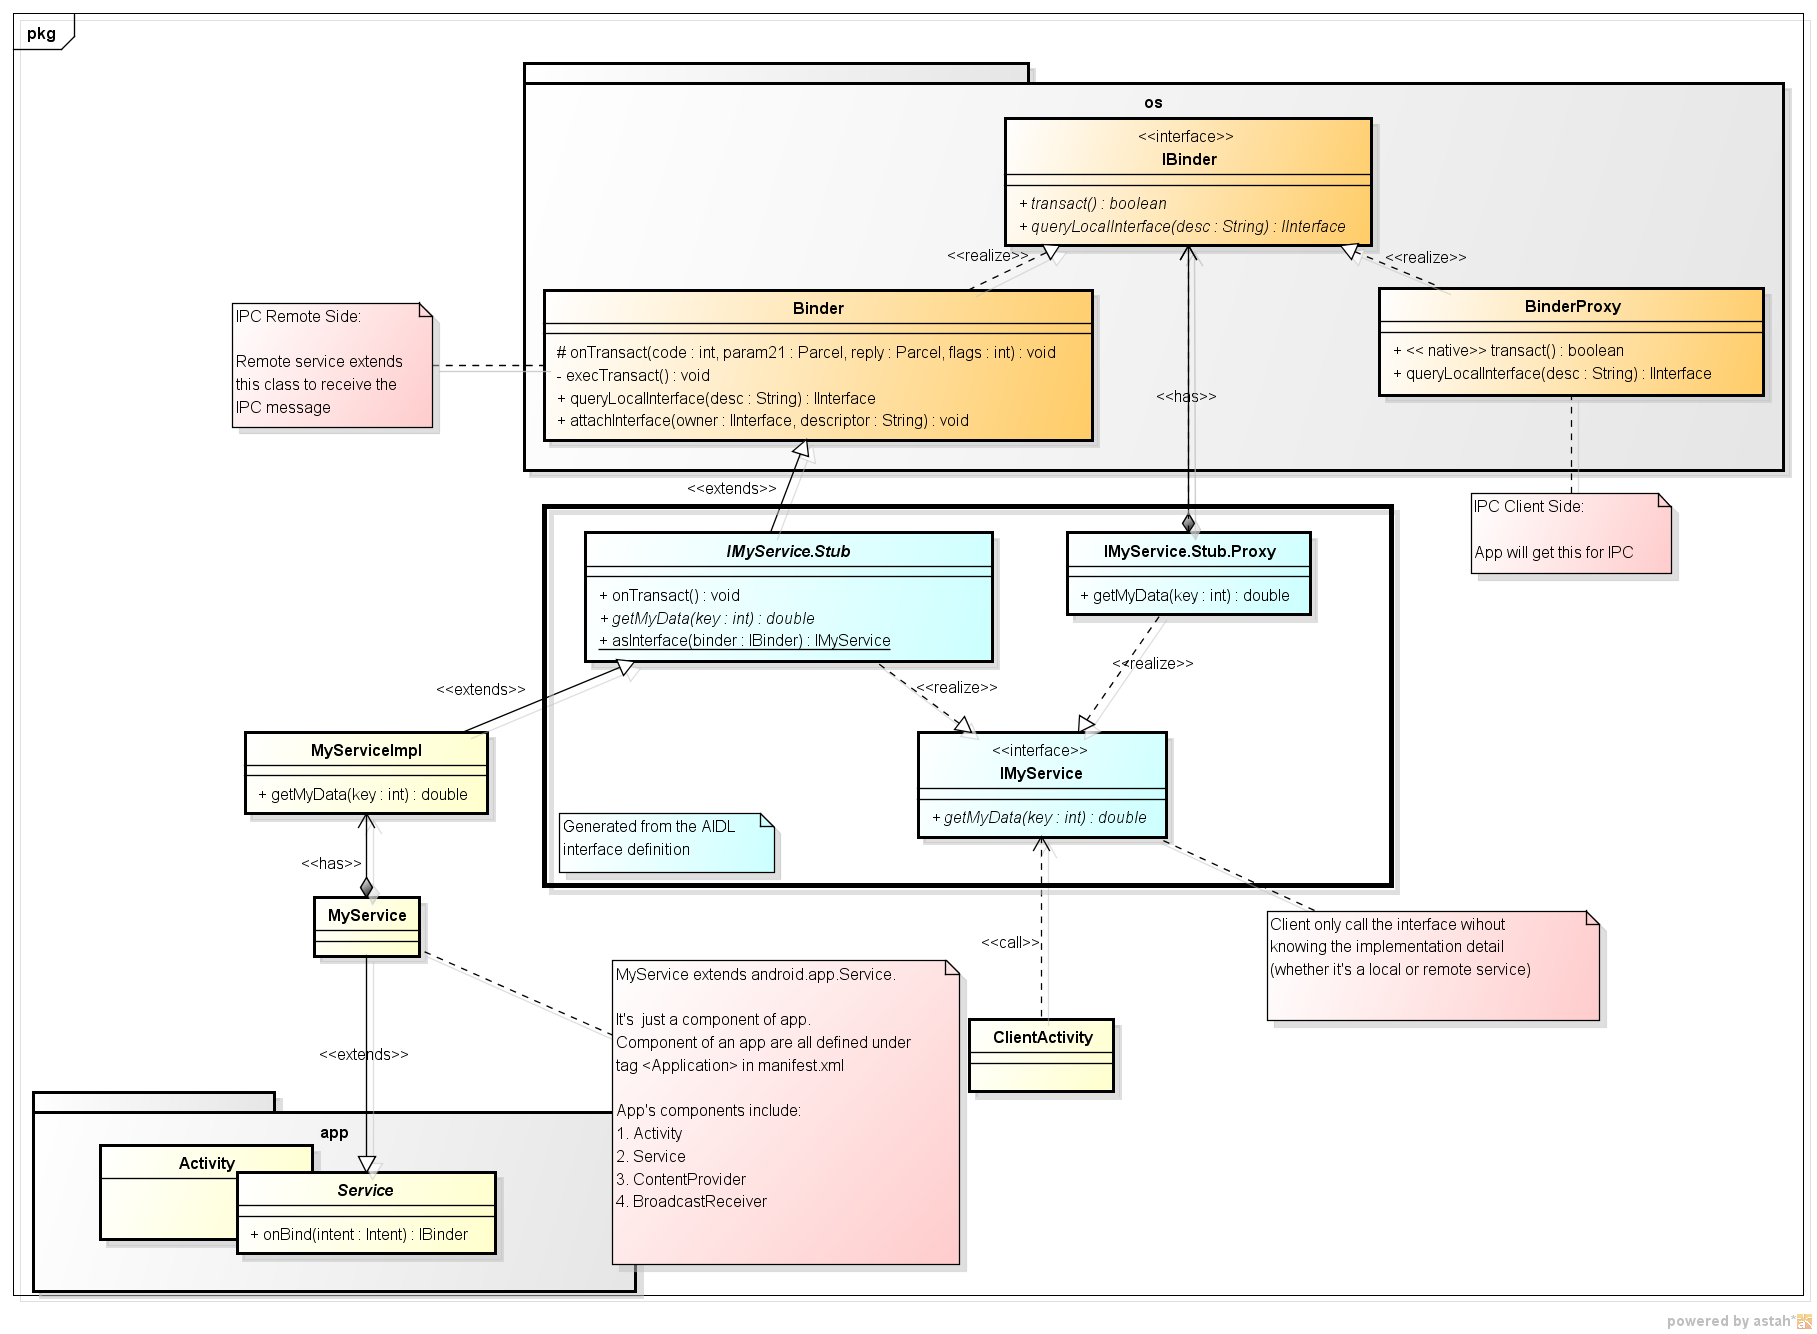 pkg
os
<<interface>>
IBinder
+ transact() : boolean
+ queryLocalInterface(desc : String) : IInterface
<<realize>>
<<realize>>
Binder
# onTransact(code : int, param21 : Parcel, reply : Parcel, flags : int) : void
- execTransact() : void
+ queryLocalInterface(desc : String) : IInterface
+ attachInterface(owner : IInterface, descriptor : String) : void
BinderProxy
+ << native>> transact() : boolean
+ queryLocalInterface(desc : String) : IInterface
IPC Remote Side:
Remote service extends
this class to receive the
IPC message
<<has>>
<<extends>>
IPC Client Side:
App will get this for IPC
IMyService.Stub
+ onTransact() : void
+ getMyData(key : int) : double
+ asInterface(binder : IBinder) : IMyService
IMyService.Stub.Proxy
+ getMyData(key : int) : double
<<realize>>
<<realize>>
<<extends>>
MyServiceImpl
+ getMyData(key : int) : double
<<interface>>
IMyService
+ getMyData(key : int) : double
Generated from the AIDL
interface definition
<<has>>
MyService
<<call>>
Client only call the interface wihout
knowing the implementation detail
(whether it's a local or remote service)
MyService extends android.app.Service.
It's  just a component of app.
Component of an app are all defined under
tag <Application> in manifest.xml
App's components include:
1. Activity
2. Service
3. ContentProvider
4. BroadcastReceiver
ClientActivity
<<extends>>
app
Activity
Service
+ onBind(intent : Intent) : IBinder
powered by astah*